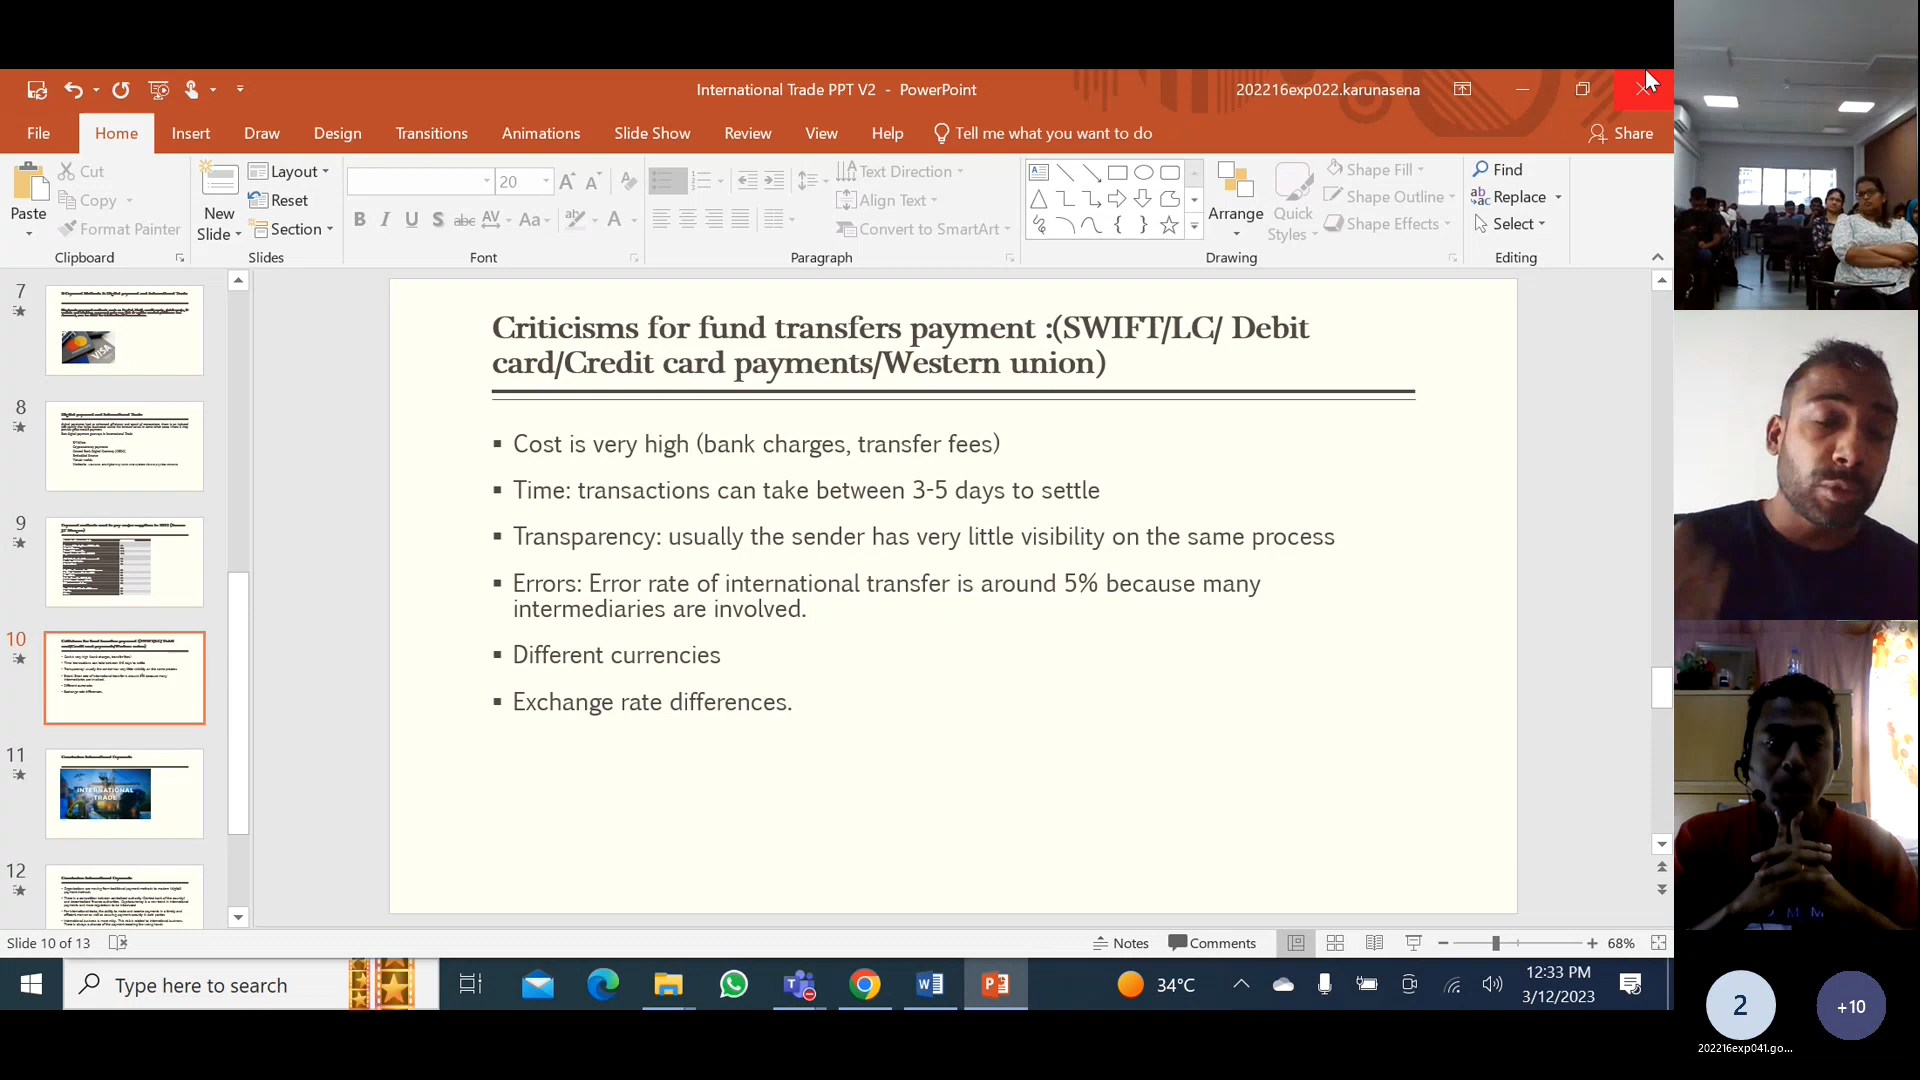 International Trade PPT V2 - PowerPoint
202216exp022.karunasena
File Home Insert Draw Design Transitions Animations Slide Show Review View Help Tell me what you want to do Share
Paste
Cut
Copy
Format Painter
Clipboard
New
Slide
Layout
Reset
Section
Slides
20
Font
Text Direction
Align Text
Convert to SmartArt
Paragraph
Arrange
Quick
Styles
Shape Fill
Shape Outline
Shape Effects
Drawing
Find
Replace
Select
Editing
7
8
Digital payment and International Trade
9
10
11
INTERNATIONAL
TRADE
12
Criticisms for fund transfers payment :(SWIFT/LC/ Debit
card/Credit card payments/Western union)
▪ Cost is very high (bank charges, transfer fees)
▪ Time: transactions can take between 3-5 days to settle
▪ Transparency: usually the sender has very little visibility on the same process
▪ Errors: Error rate of international transfer is around 5% because many
intermediaries are involved.
▪ Different currencies
▪ Exchange rate differences.
Slide 10 of 13
Notes
Comments
68%
Type here to search
34°C
12:33 PM
3/12/2023
2
+10
202216exp041.go...